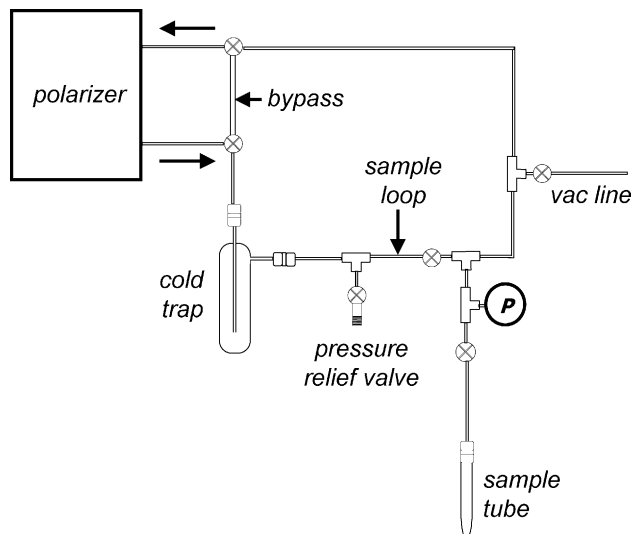 polarizer
bypass
sample
loop
vac line
cold
trap
P
pressure
relief valve
sample
tube